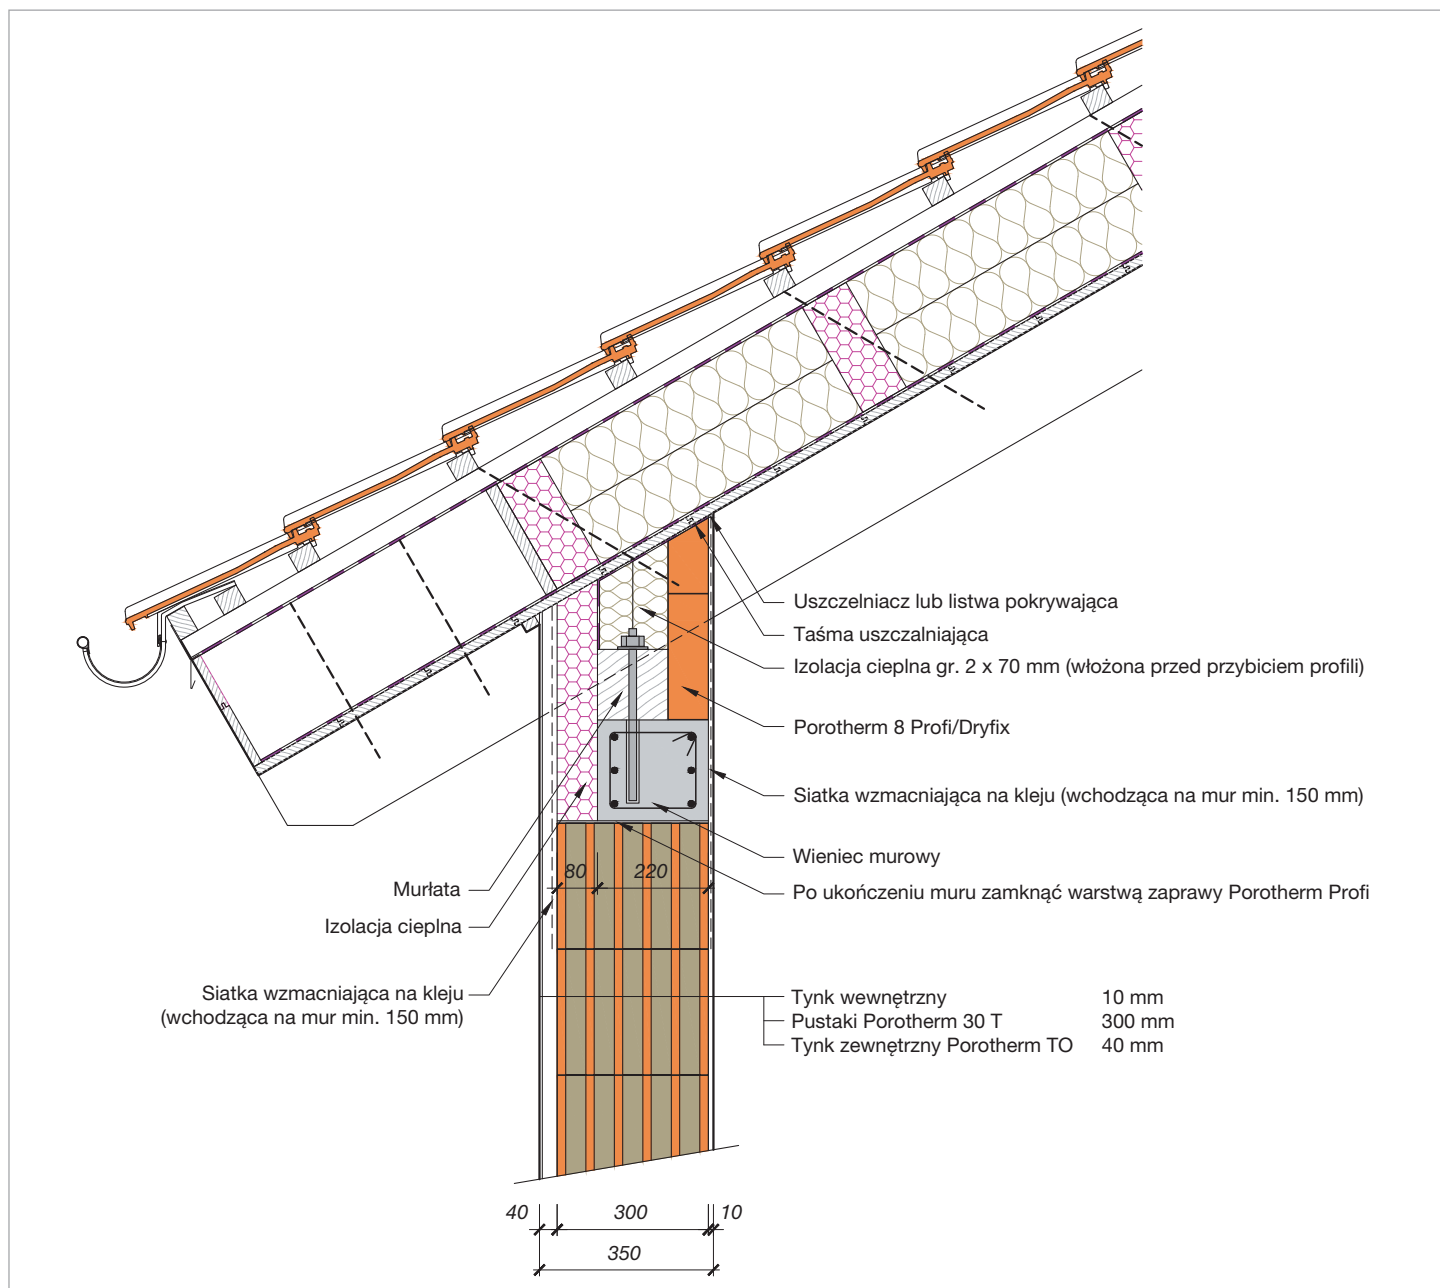 Uszczelniacz lub listwa pokrywająca
Taśma uszczalniająca
Izolacja cieplna gr. 2 x 70 mm (włożona przed przybiciem profili)
Porotherm 8 Profi/Dryfix
Siatka wzmacniająca na kleju (wchodząca na mur min. 150 mm)
Wieniec murowy
80 220
Murłata
Po ukończeniu muru zamknąć warstwą zaprawy Porotherm Profi
Izolacja cieplna
Siatka wzmacniająca na kleju
(wchodząca na mur min. 150 mm)
Tynk wewnętrzny 10 mm
Pustaki Porotherm 30 T 300 mm
Tynk zewnętrzny Porotherm TO 40 mm
40 300 10
350